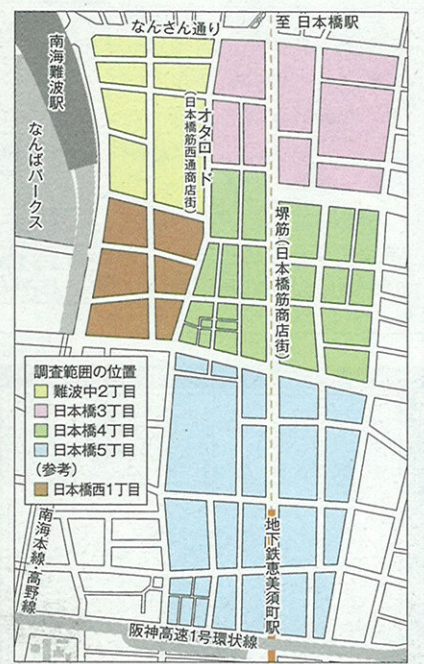 なんさん通り
至 日本橋駅
南海難波駅
なんばパークス
オタロード
(日本橋筋西通商店街)
堺筋(日本橋筋商店街)
調査範囲の位置
難波中2丁目
日本橋3丁目
日本橋4丁目
日本橋5丁目
(参考)
日本橋西1丁目
南海本線・高野線
地下鉄恵美須町駅
阪神高速1号環状線